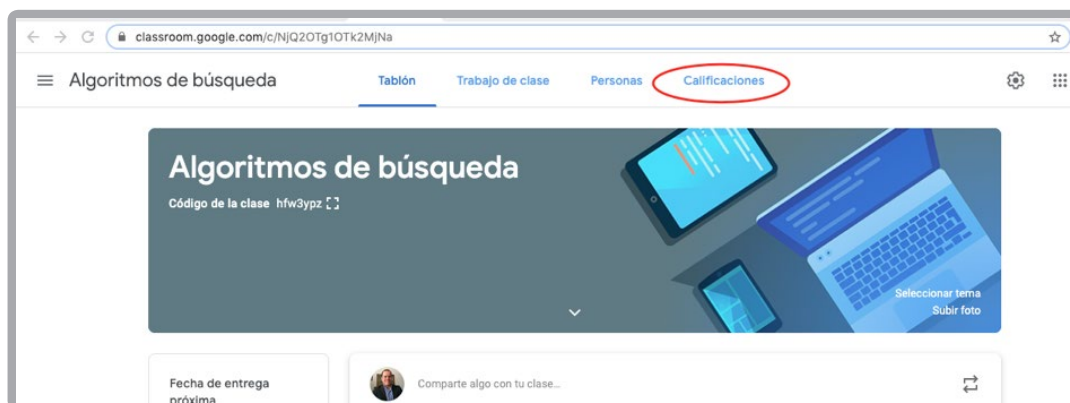 classroom.google.com/c/NjQ2OTg1OTk2MjNa
Algoritmos de búsqueda Tablón Trabajo de clase Personas Calificaciones
Algoritmos de búsqueda
Código de la clase hfw3ypz
Seleccionar tema
Subir foto
Fecha de entrega
próxima
Comparte algo con tu clase...